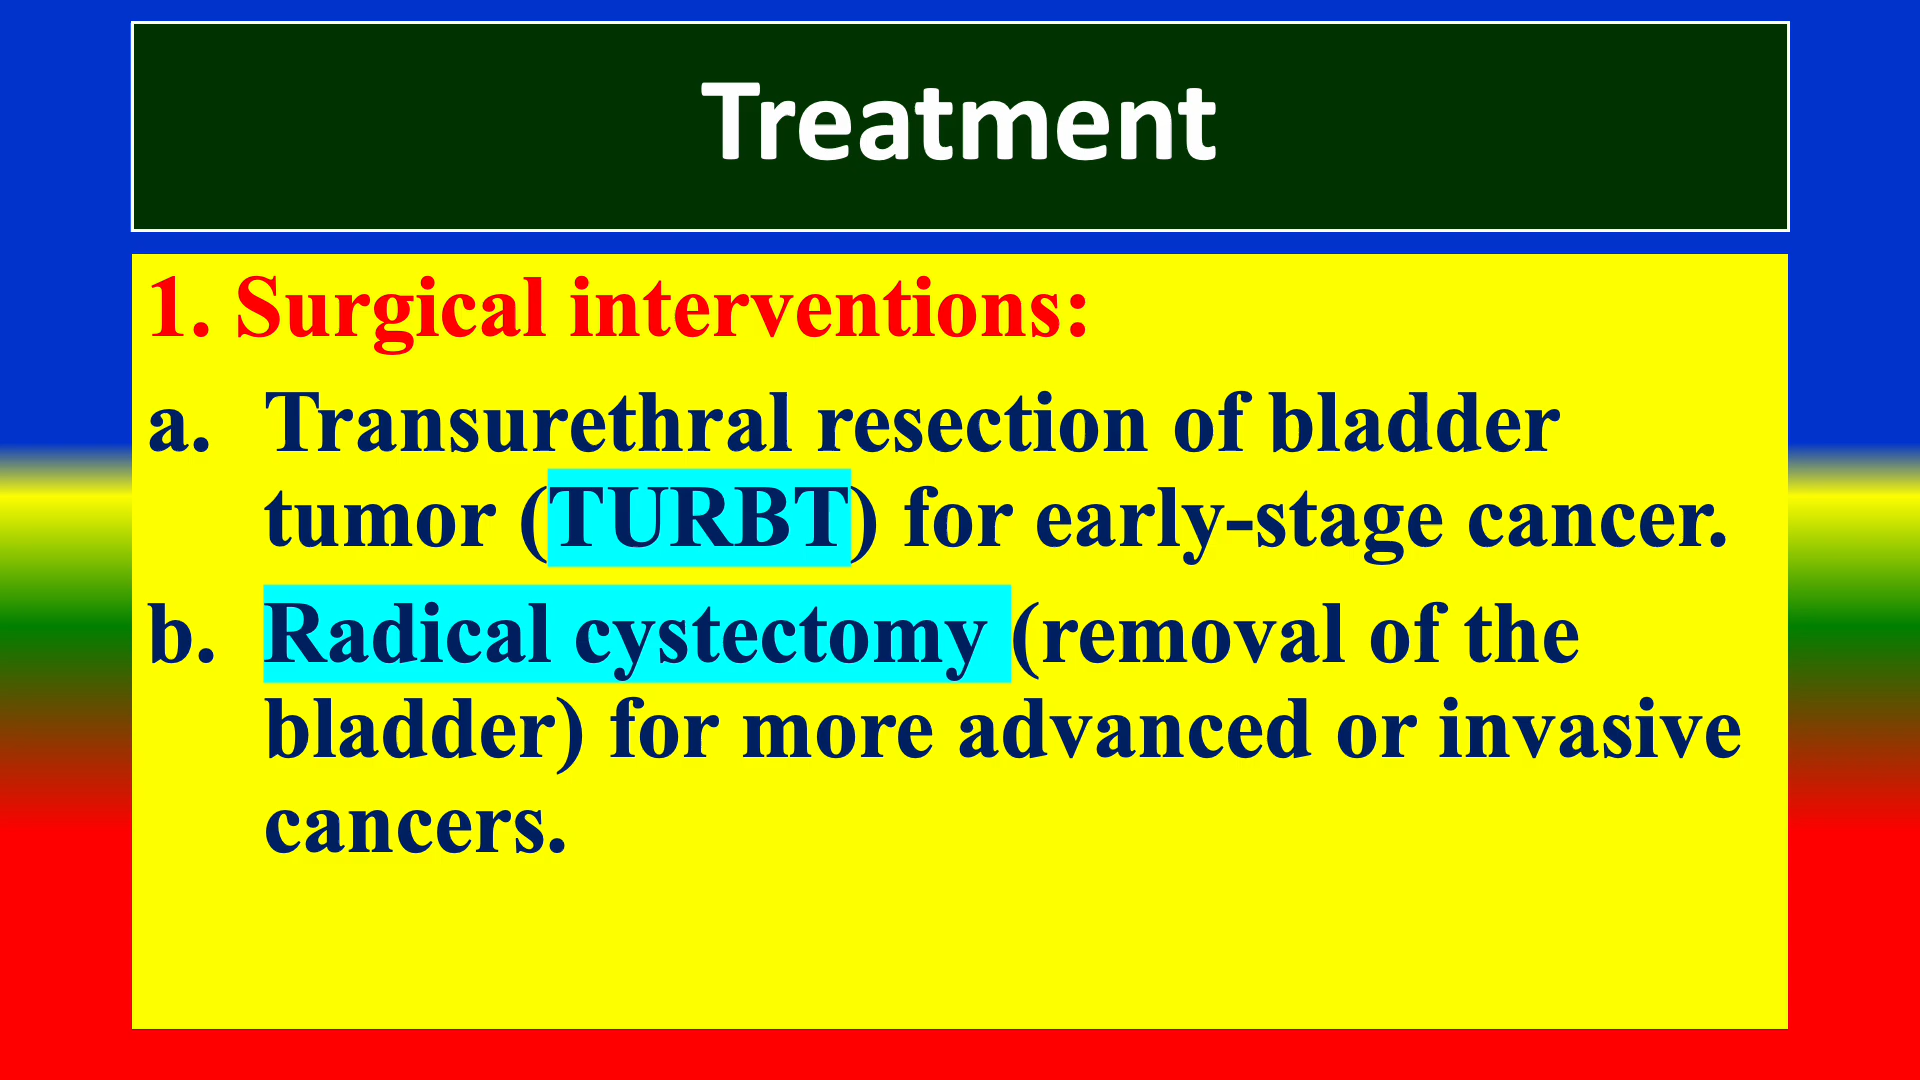 Treatment
1. Surgical interventions:
a. Transurethral resection of bladder
tumor (TURBT) for early-stage cancer.
b. Radical cystectomy (removal of the
bladder) for more advanced or invasive
cancers.